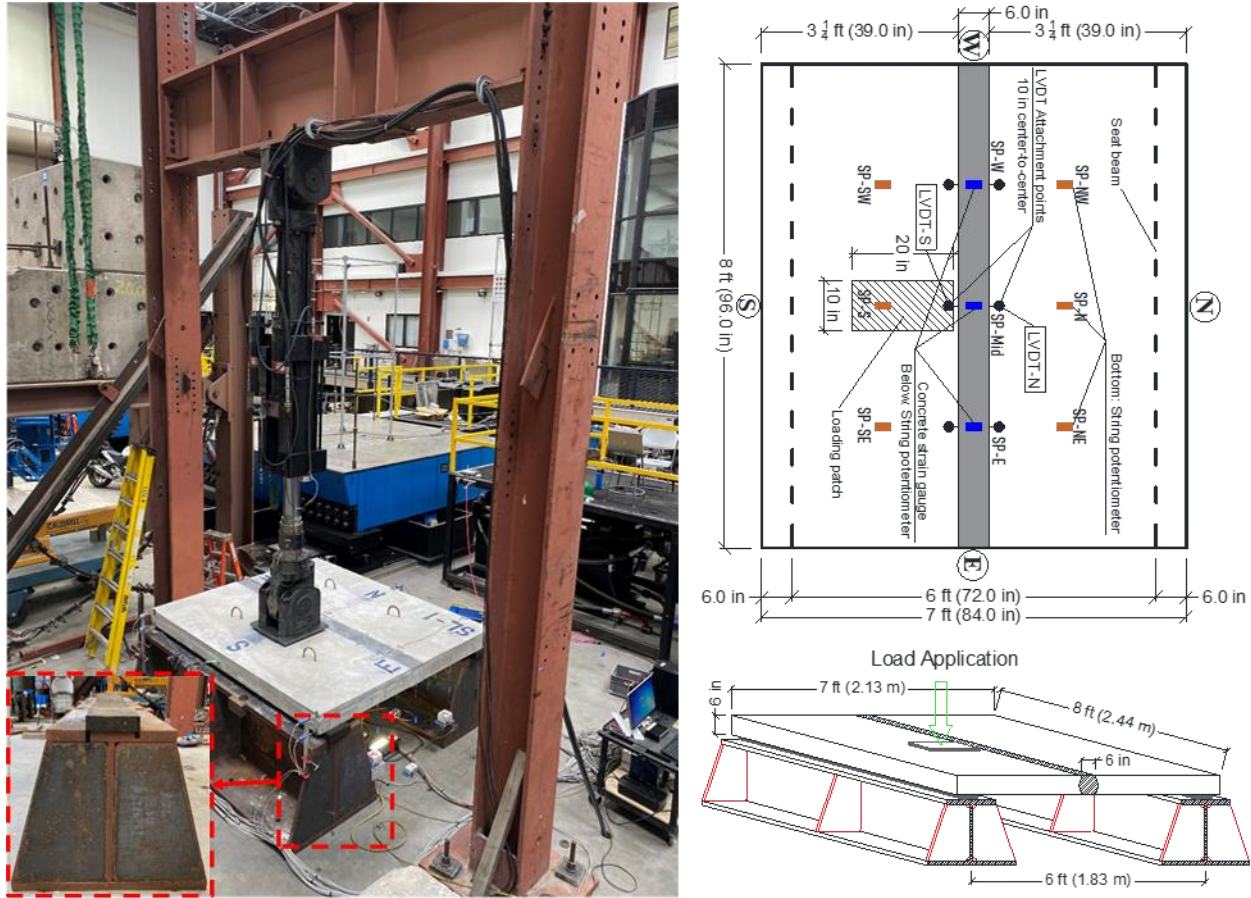 CALDWELL
N
S
E
SL-1
6.0 in
3 1/4 ft (39.0 in)
3 1/4 ft (39.0 in)
W
LVDT Attachment points
10 in center-to-center
Seat beam
SP-SW
SP-W
SP-NW
LVDT-S
20 in
8 ft (96.0 in)
10 in
S
SP-S
SP-Mid
SP-N
N
LVDT-N
Loading patch
Concrete strain gauge
Below: String potentiometer
Bottom: String potentiometer
SP-SE
SP-E
SP-NE
E
6.0 in
6 ft (72.0 in)
6.0 in
7 ft (84.0 in)
Load Application
7 ft (2.13 m)
8 ft (2.44 m)
6 in
6 in
6 ft (1.83 m)